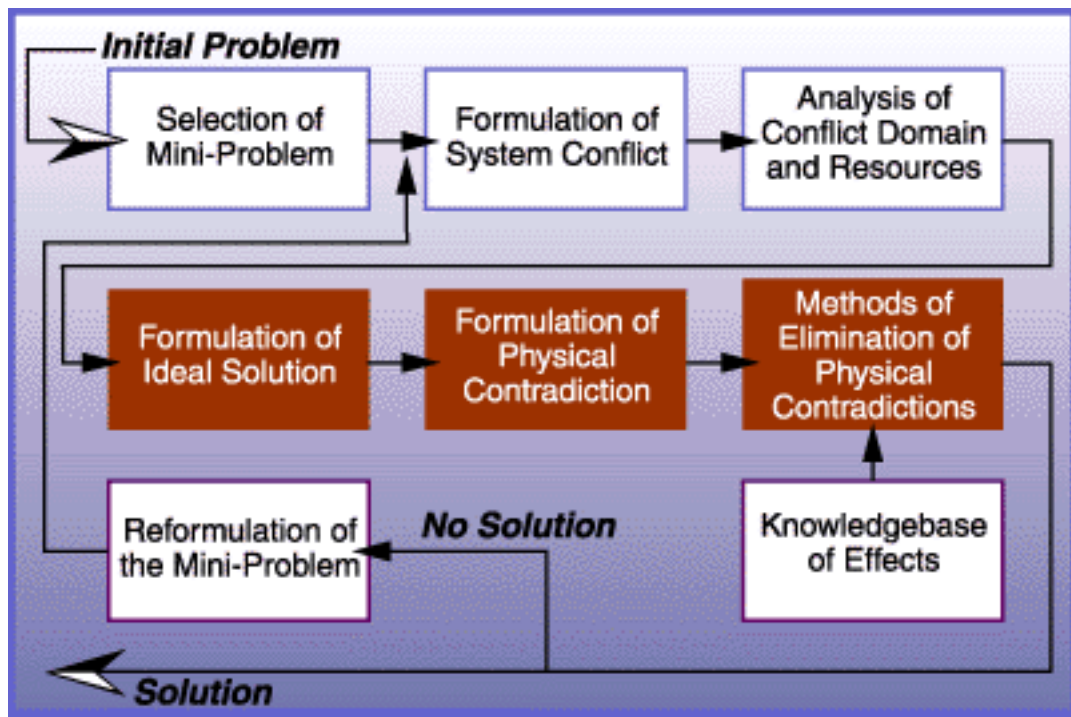 Initial Problem
Selection of
Mini-Problem
Formulation of
System Conflict
Analysis of
Conflict Domain
and Resources
Formulation of
Ideal Solution
Formulation of
Physical
Contradiction
Methods of
Elimination of
Physical
Contradictions
Reformulation of
the Mini-Problem
No Solution
Knowledgebase
of Effects
Solution